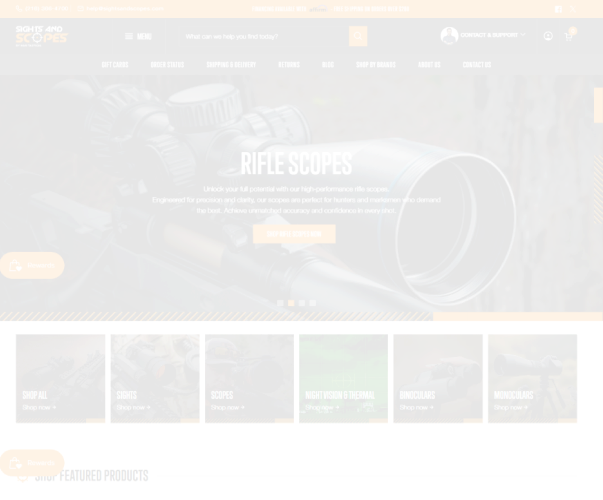 SIGHTS AND
SCOPES
MENU
What can we help you find today?
CONTACT & SUPPORT
GIFT CARDS
ORDER STATUS
SHIPPING & DELIVERY
RETURNS
BLOG
SHOP BY BRANDS
ABOUT US
CONTACT US
RIFLE SCOPES
Unlock your full potential with our high-performance rifle scopes.
Engineered for precision and clarity, our scopes are perfect for hunters and marksmen who demand
the best. Achieve unmatched accuracy and confidence in every shot.
SHOP ALL
Shop now
SIGHTS
Shop now
SCOPES
Shop now
NIGHT VISION & THERMAL
Shop now
BINOCULARS
Shop now
MONOCULARS
Shop now
SHOP FEATURED PRODUCTS